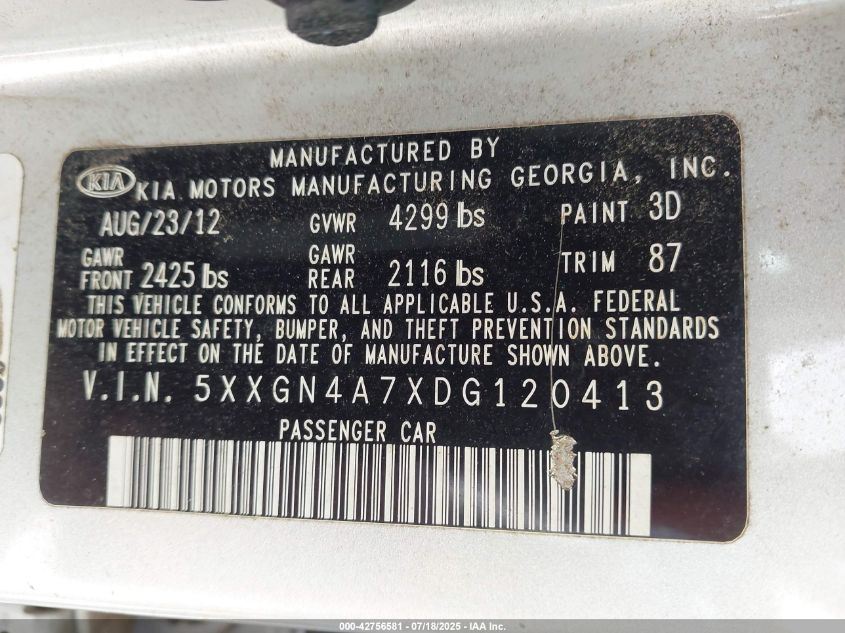 MANUFACTURED BY
KIA KIA MOTORS MANUFACTURING GEORGIA, INC.
AUG/23/12 GVWR 4299 lbs PAINT 3D
GAWR FRONT 2425 lbs GAWR REAR 2116 lbs TRIM 87
THIS VEHICLE CONFORMS TO ALL APPLICABLE U.S.A. FEDERAL
MOTOR VEHICLE SAFETY, BUMPER, AND THEFT PREVENTION STANDARDS
IN EFFECT ON THE DATE OF MANUFACTURE SHOWN ABOVE.
V.I.N. 5XXGN4A7XDG120413
PASSENGER CAR
000-42756581 - 07/18/2025 - IAA Inc.